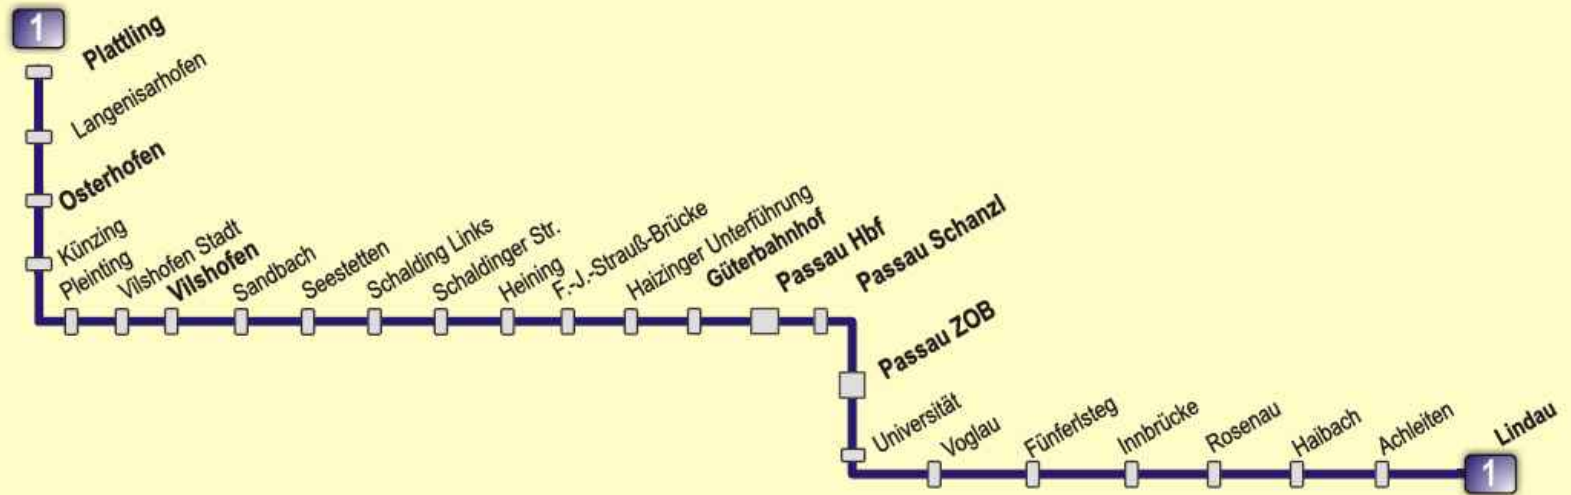 1
Plattling
Langenisarhofen
Osterhofen
Künzing
Pleinting
Vilshofen Stadt
Vilshofen
Sandbach
Seestetten
Schalding Links
Schaldinger Str.
Heining
F.-J.-Strauß-Brücke
Haizinger Unterführung
Güterbahnhof
Passau Hbf
Passau Schanzl
Passau ZOB
Universität
Voglau
Fünferlsteg
Innbrücke
Rosenau
Haibach
Achleiten
Lindau
1